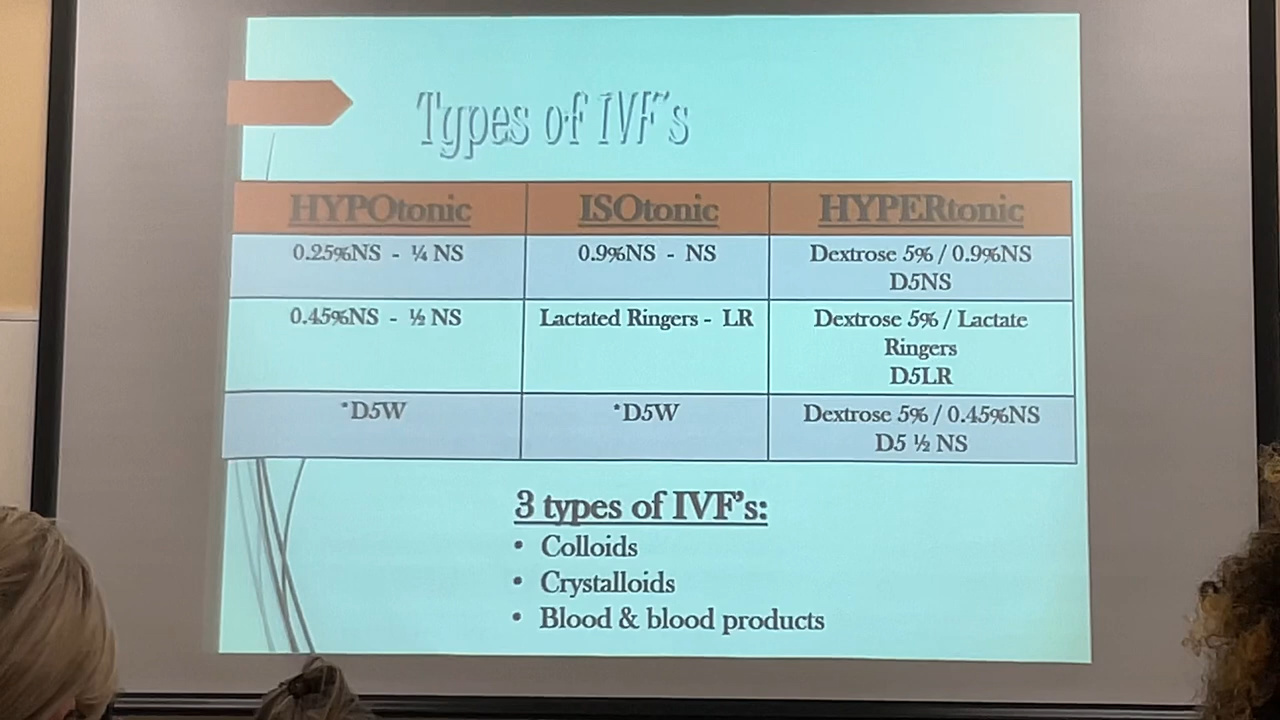 Types of IVF's
HYPOtonic ISOtonic HYPERtonic
0.25%NS - ¼ NS 0.9%NS - NS Dextrose 5% / 0.9%NS
D5NS
0.45%NS - ½ NS Lactated Ringers - LR Dextrose 5% / Lactate
Ringers
D5LR
*D5W *D5W Dextrose 5% / 0.45%NS
D5 ½ NS
3 types of IVF's:
• Colloids
• Crystalloids
• Blood & blood products